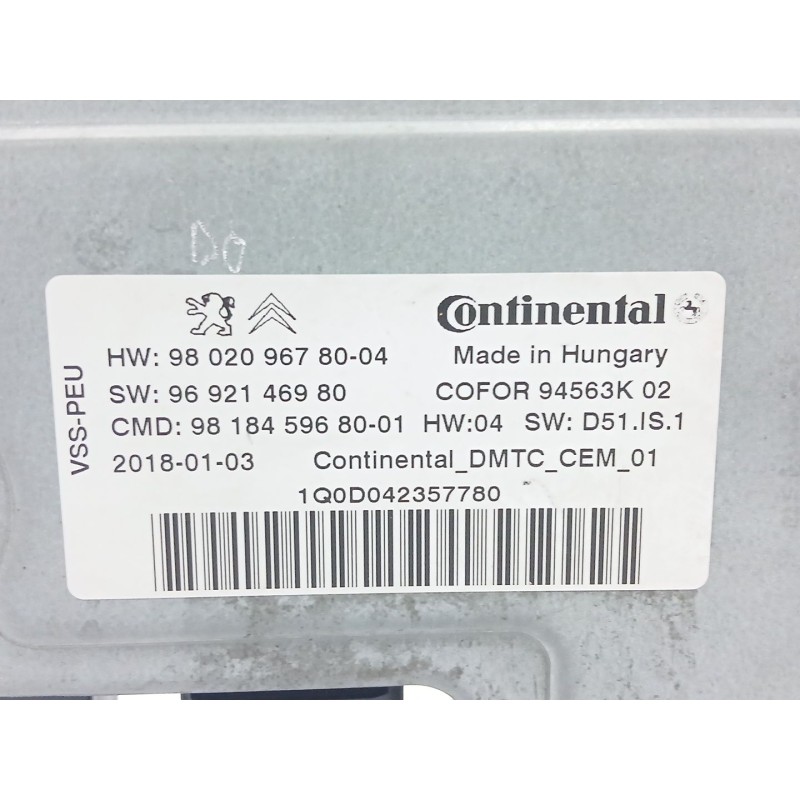 Continental
HW: 98 020 967 80-04
Made in Hungary
SW: 96 921 469 80
COFOR 94563K 02
CMD: 98 184 596 80-01 HW:04 SW: D51.IS.1
2018-01-03 Continental_DMTC_CEM_01
1Q0D042357780
VSS-PEU